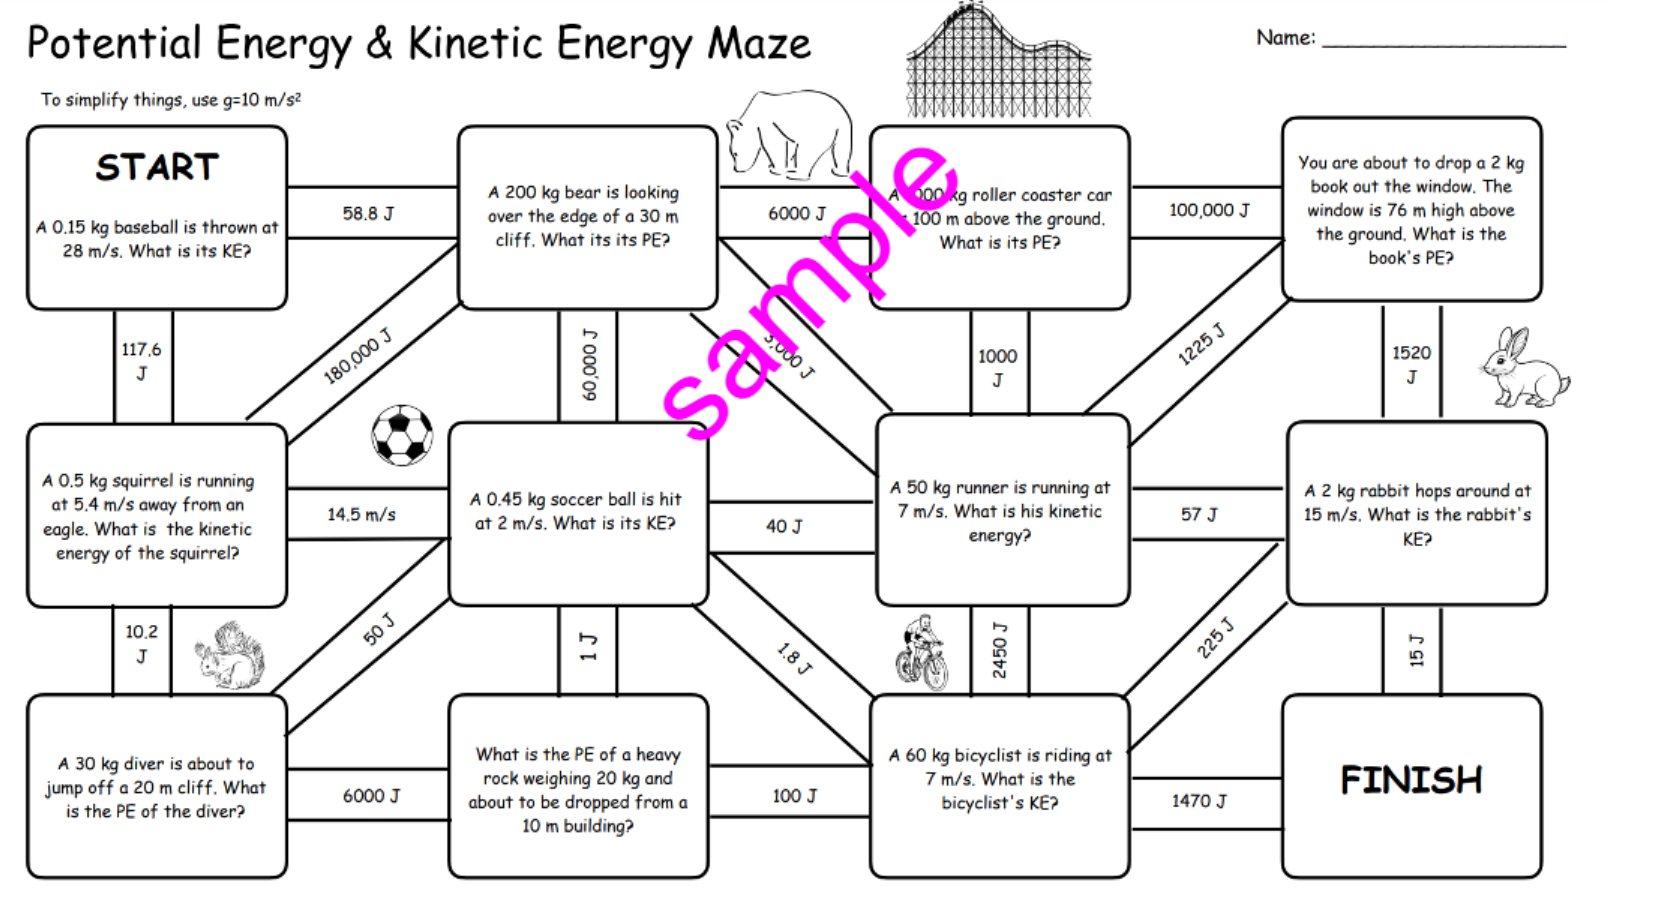 Potential Energy & Kinetic Energy Maze
Name:
To simplify things, use g=10 m/s²
START
A 0.15 kg baseball is thrown at
28 m/s. What is its KE?
58.8 J
A 200 kg bear is looking
over the edge of a 30 m
cliff. What its its PE?
6000 J
A kg roller coaster car
100 m above the ground.
What is its PE?
100,000 J
You are about to drop a 2 kg
book out the window. The
window is 76 m high above
the ground. What is the
book's PE?
117.6
J
180,000 J
60,000 J
J
1000
J
1225 J
1520
J
A 0.5 kg squirrel is running
at 5.4 m/s away from an
eagle. What is the kinetic
energy of the squirrel?
14.5 m/s
A 0.45 kg soccer ball is hit
at 2 m/s. What is its KE?
40 J
A 50 kg runner is running at
7 m/s. What is his kinetic
energy?
57 J
A 2 kg rabbit hops around at
15 m/s. What is the rabbit's
KE?
10.2
J
50 J
1 J
1.8 J
2450 J
225 J
15 J
A 30 kg diver is about to
jump off a 20 m cliff. What
is the PE of the diver?
6000 J
What is the PE of a heavy
rock weighing 20 kg and
about to be dropped from a
10 m building?
100 J
A 60 kg bicyclist is riding at
7 m/s. What is the
bicyclist's KE?
1470 J
FINISH
sample